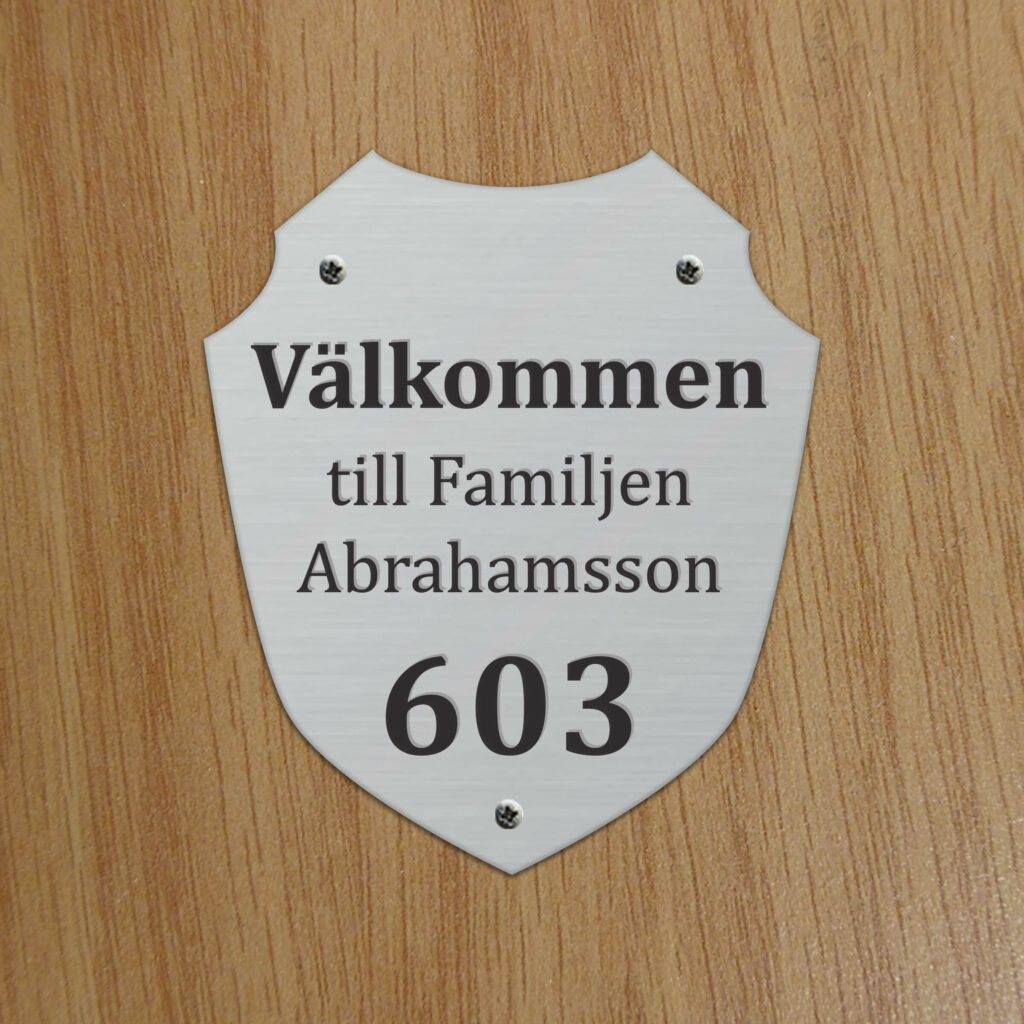 Välkommen
till Familjen
Abrahamsson
603